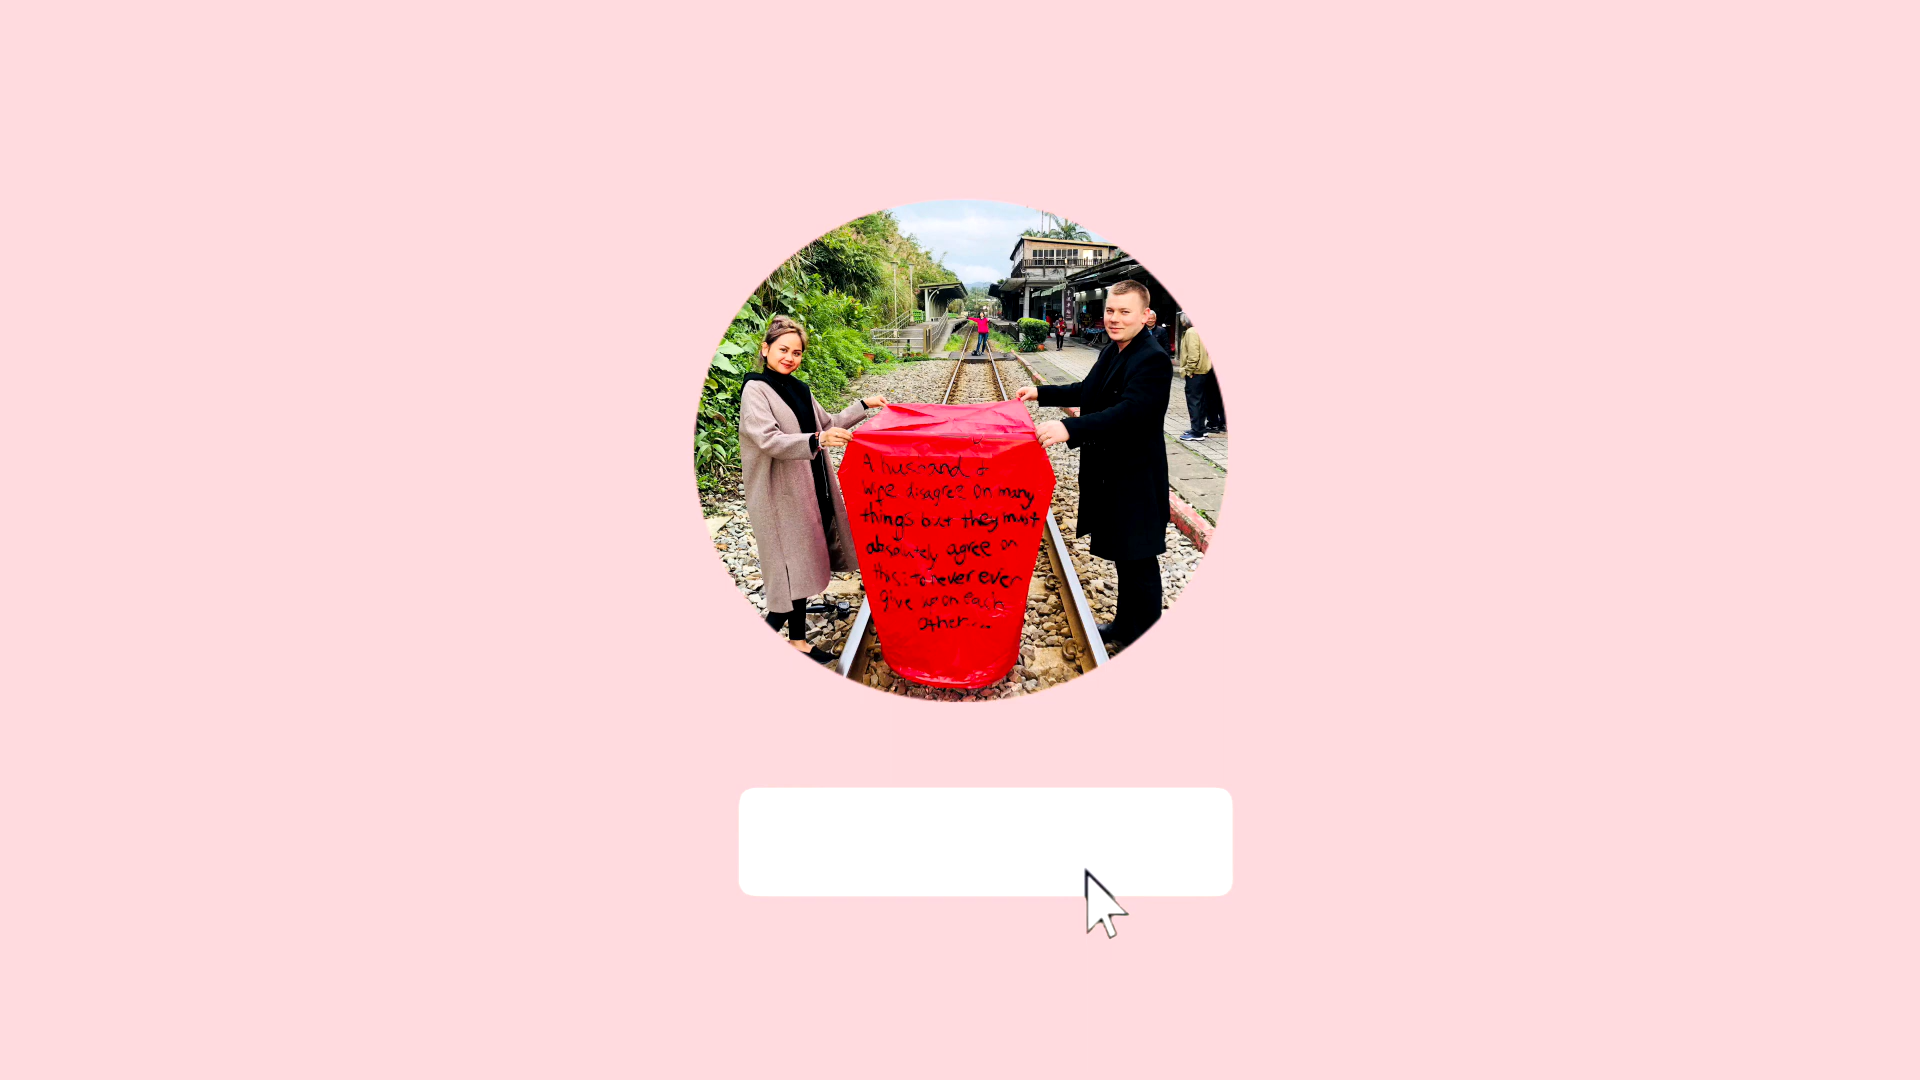 A husband &
wife disagree on many
things but they must
absolutely agree on
this: to never ever
give up on each
other...